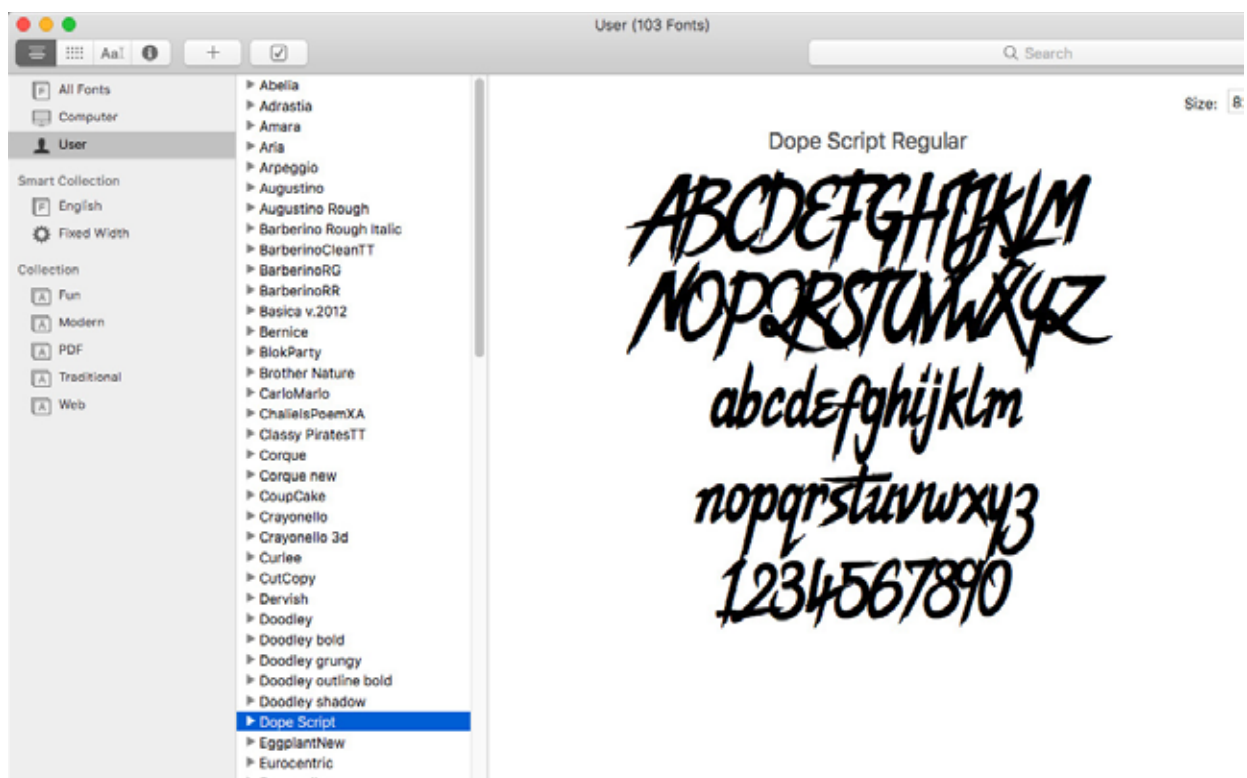 User (103 Fonts)
AaI
Search
All Fonts
Computer
User
Smart Collection
English
Fixed Width
Collection
Fun
Modern
PDF
Traditional
Web
Abelia
Adrastia
Amara
Aria
Arpeggio
Augustino
Augustino Rough
Barberino Rough Italic
BarberinoCleanTT
BarberinoRG
BarberinoRR
Basica v.2012
Bernice
BlokParty
Brother Nature
CarloMarlo
ChalielsPoemXA
Classy PiratesTT
Corque
Corque new
CoupCake
Crayonello
Crayonello 3d
Curlee
CutCopy
Dervish
Doodley
Doodley bold
Doodley grungy
Doodley outline bold
Doodley shadow
Dope Script
EggplantNew
Eurocentric
Size:
Dope Script Regular
ABCDEFGHIJKLM
NOPQRSTUVWXYZ
abcdefghijklm
nopqrstuvwxyz
1234567890